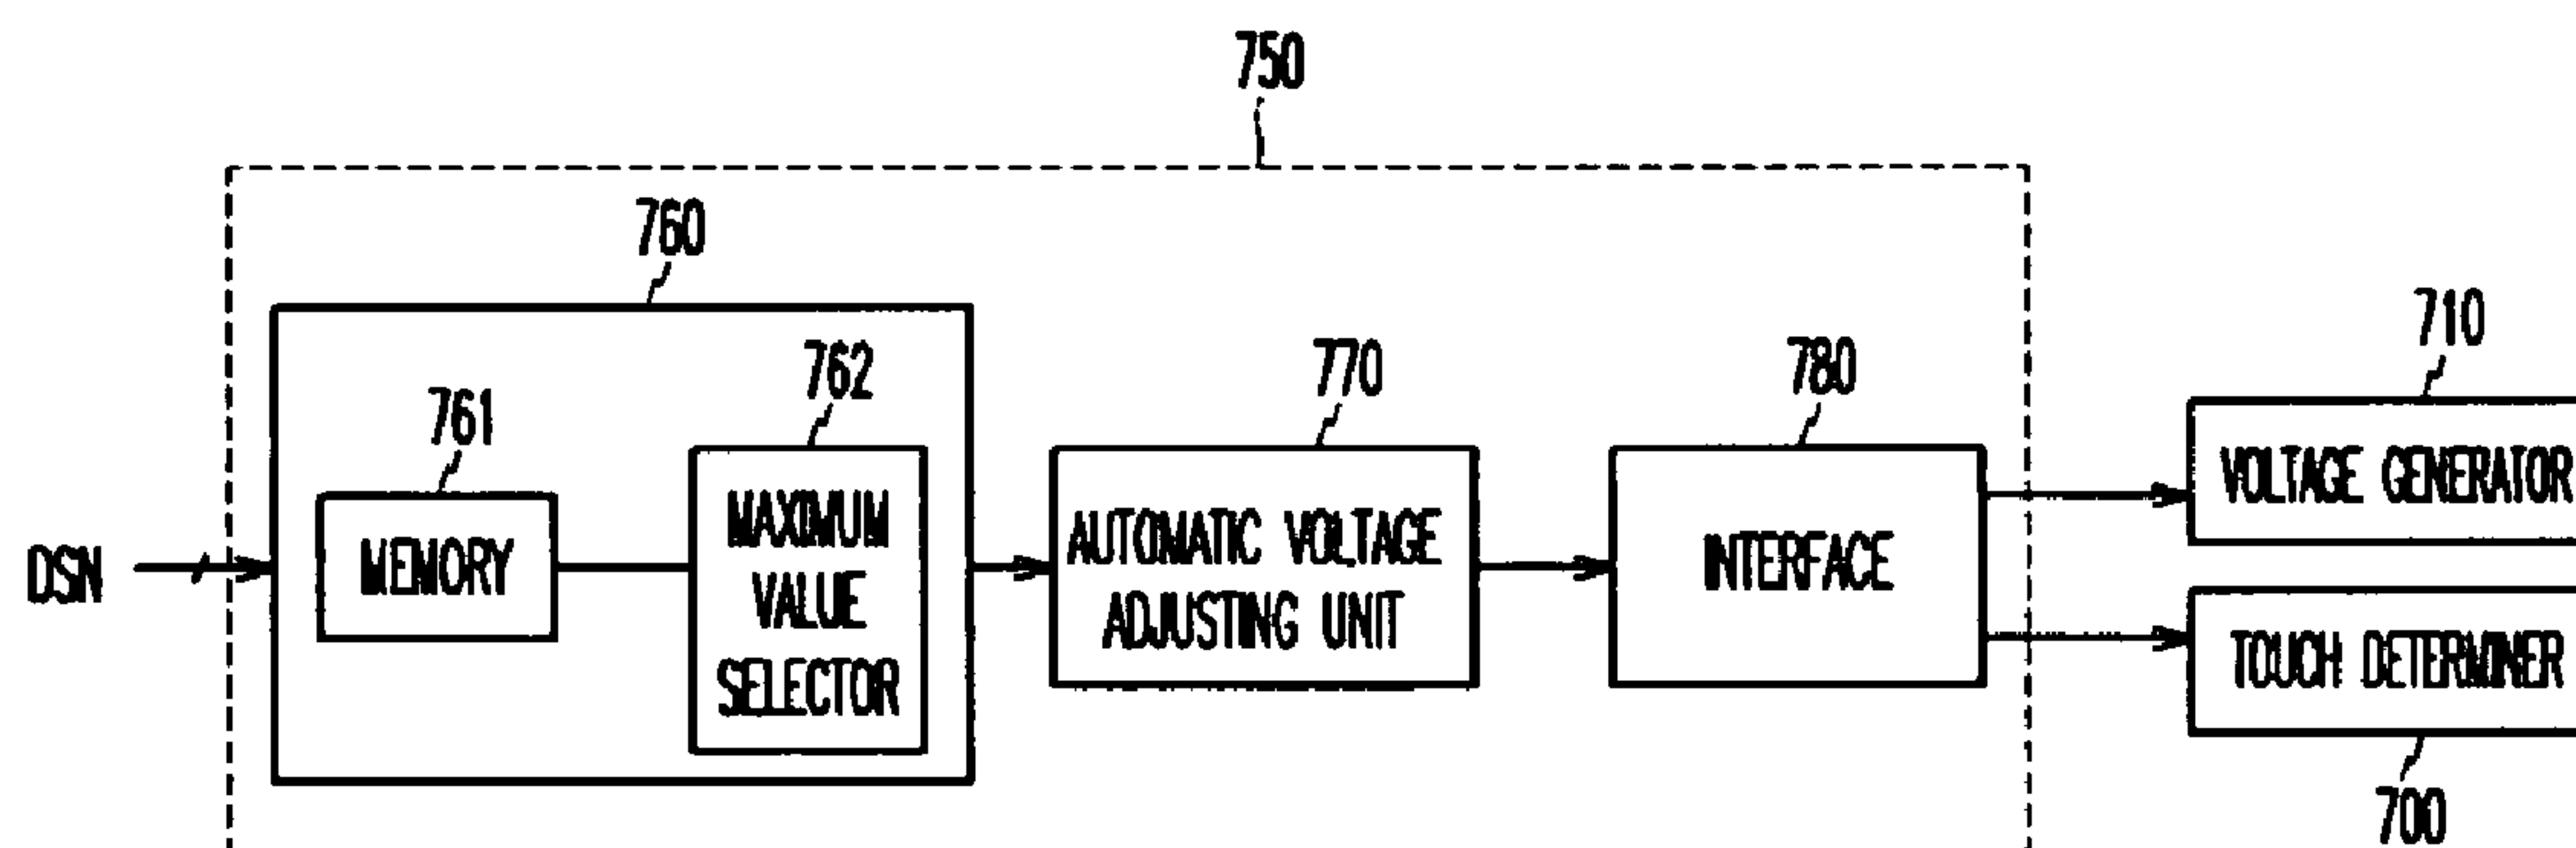 750
760
710
762
770
780
761
VOLTAGE GENERATOR
MAXIMUM
VALUE
SELECTOR
MEMORY
AUTOMATIC VOLTAGE
ADJUSTING UNIT
INTERFACE
DSN
TOUCH DETERMINER
700